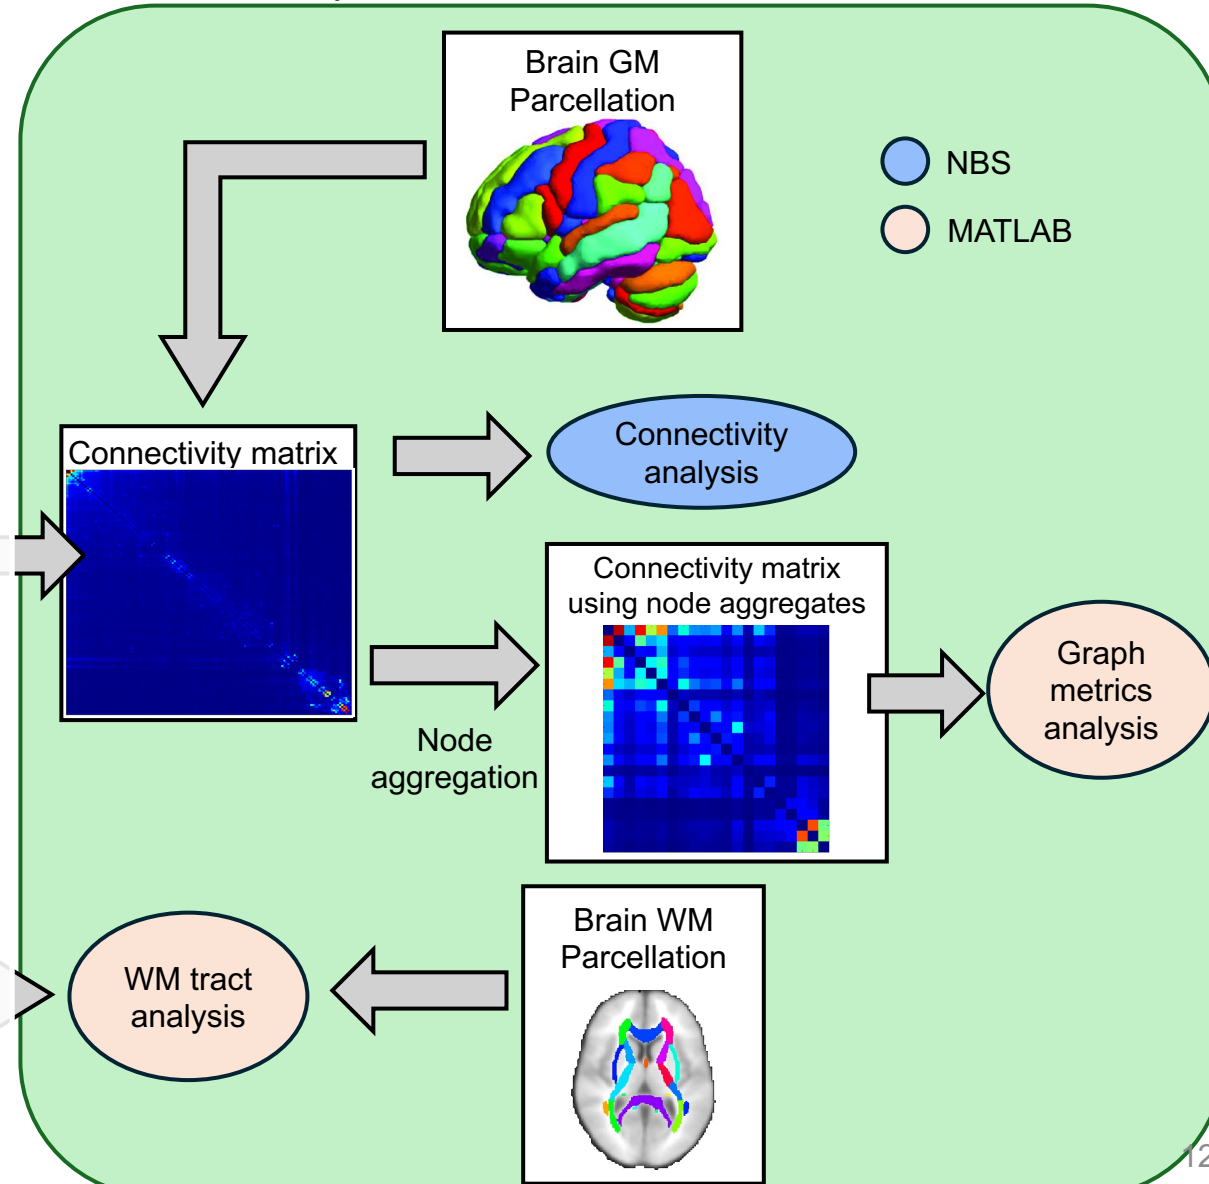 Brain GM
Parcellation
NBS
MATLAB
Connectivity matrix
Connectivity
analysis
Connectivity matrix
using node aggregates
Node
aggregation
Graph
metrics
analysis
Brain WM
Parcellation
WM tract
analysis
12